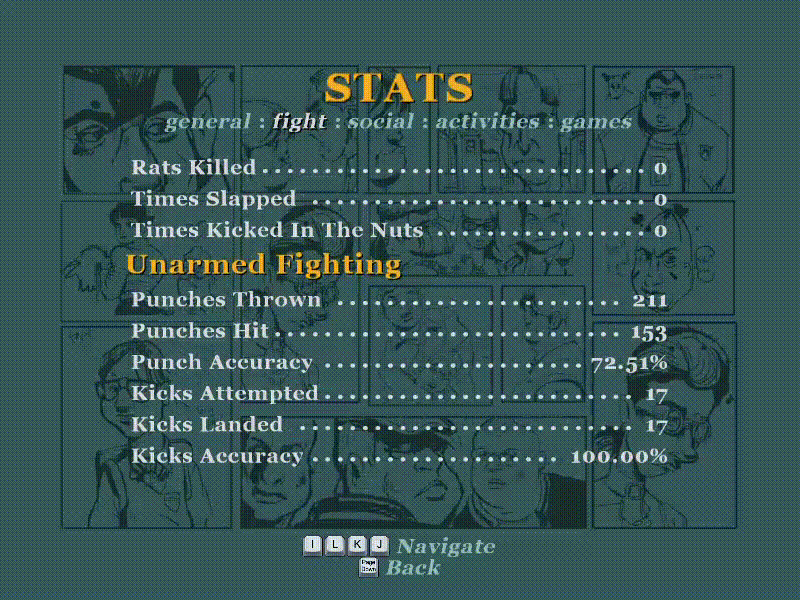 STATS
general : fight : social : activities : games
Rats Killed . . . . . . . . . . . . . . . . . . . . . . . . . . . . . . . . 0
Times Slapped . . . . . . . . . . . . . . . . . . . . . . . . . . . . 0
Times Kicked In The Nuts . . . . . . . . . . . . . . . . . . 0
Unarmed Fighting
Punches Thrown . . . . . . . . . . . . . . . . . . . . . . . . 211
Punches Hit . . . . . . . . . . . . . . . . . . . . . . . . . . . . . 153
Punch Accuracy . . . . . . . . . . . . . . . . . . . . . . 72.51%
Kicks Attempted . . . . . . . . . . . . . . . . . . . . . . . . . . 17
Kicks Landed . . . . . . . . . . . . . . . . . . . . . . . . . . . . 17
Kicks Accuracy . . . . . . . . . . . . . . . . . . . . . 100.00%
I L K J Navigate
Page Down Back